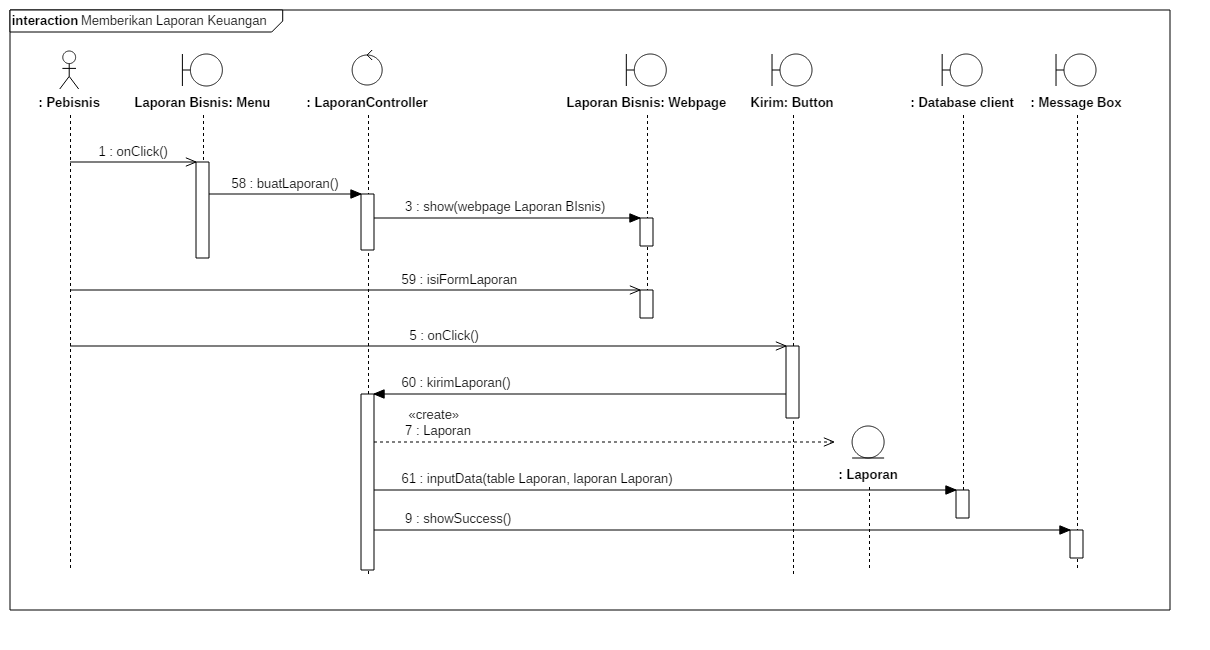 interaction Memberikan Laporan Keuangan
: Pebisnis
Laporan Bisnis: Menu
: LaporanController
Laporan Bisnis: Webpage
Kirim: Button
: Database client
: Message Box
1 : onClick()
58 : buatLaporan()
3 : show(webpage Laporan BIsnis)
59 : isiFormLaporan
5 : onClick()
60 : kirimLaporan()
«create»
7 : Laporan
: Laporan
61 : inputData(table Laporan, laporan Laporan)
9 : showSuccess()